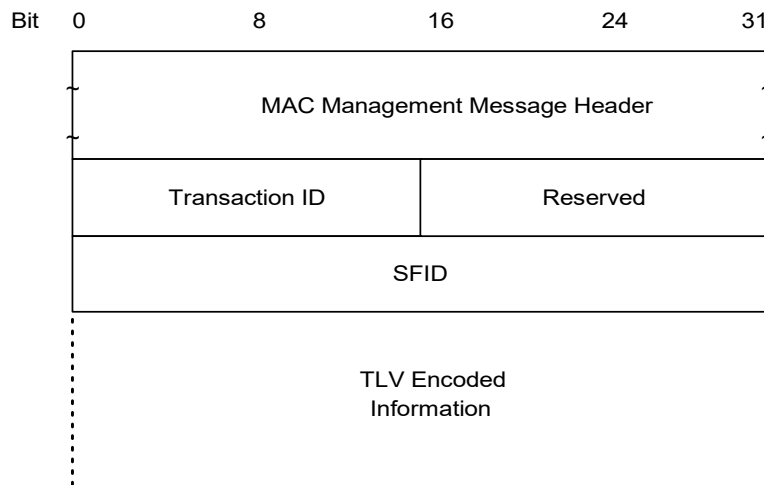 Bit 0 8 16 24 31
~ ~
MAC Management Message Header
~ ~
Transaction ID Reserved
SFID
TLV Encoded
Information